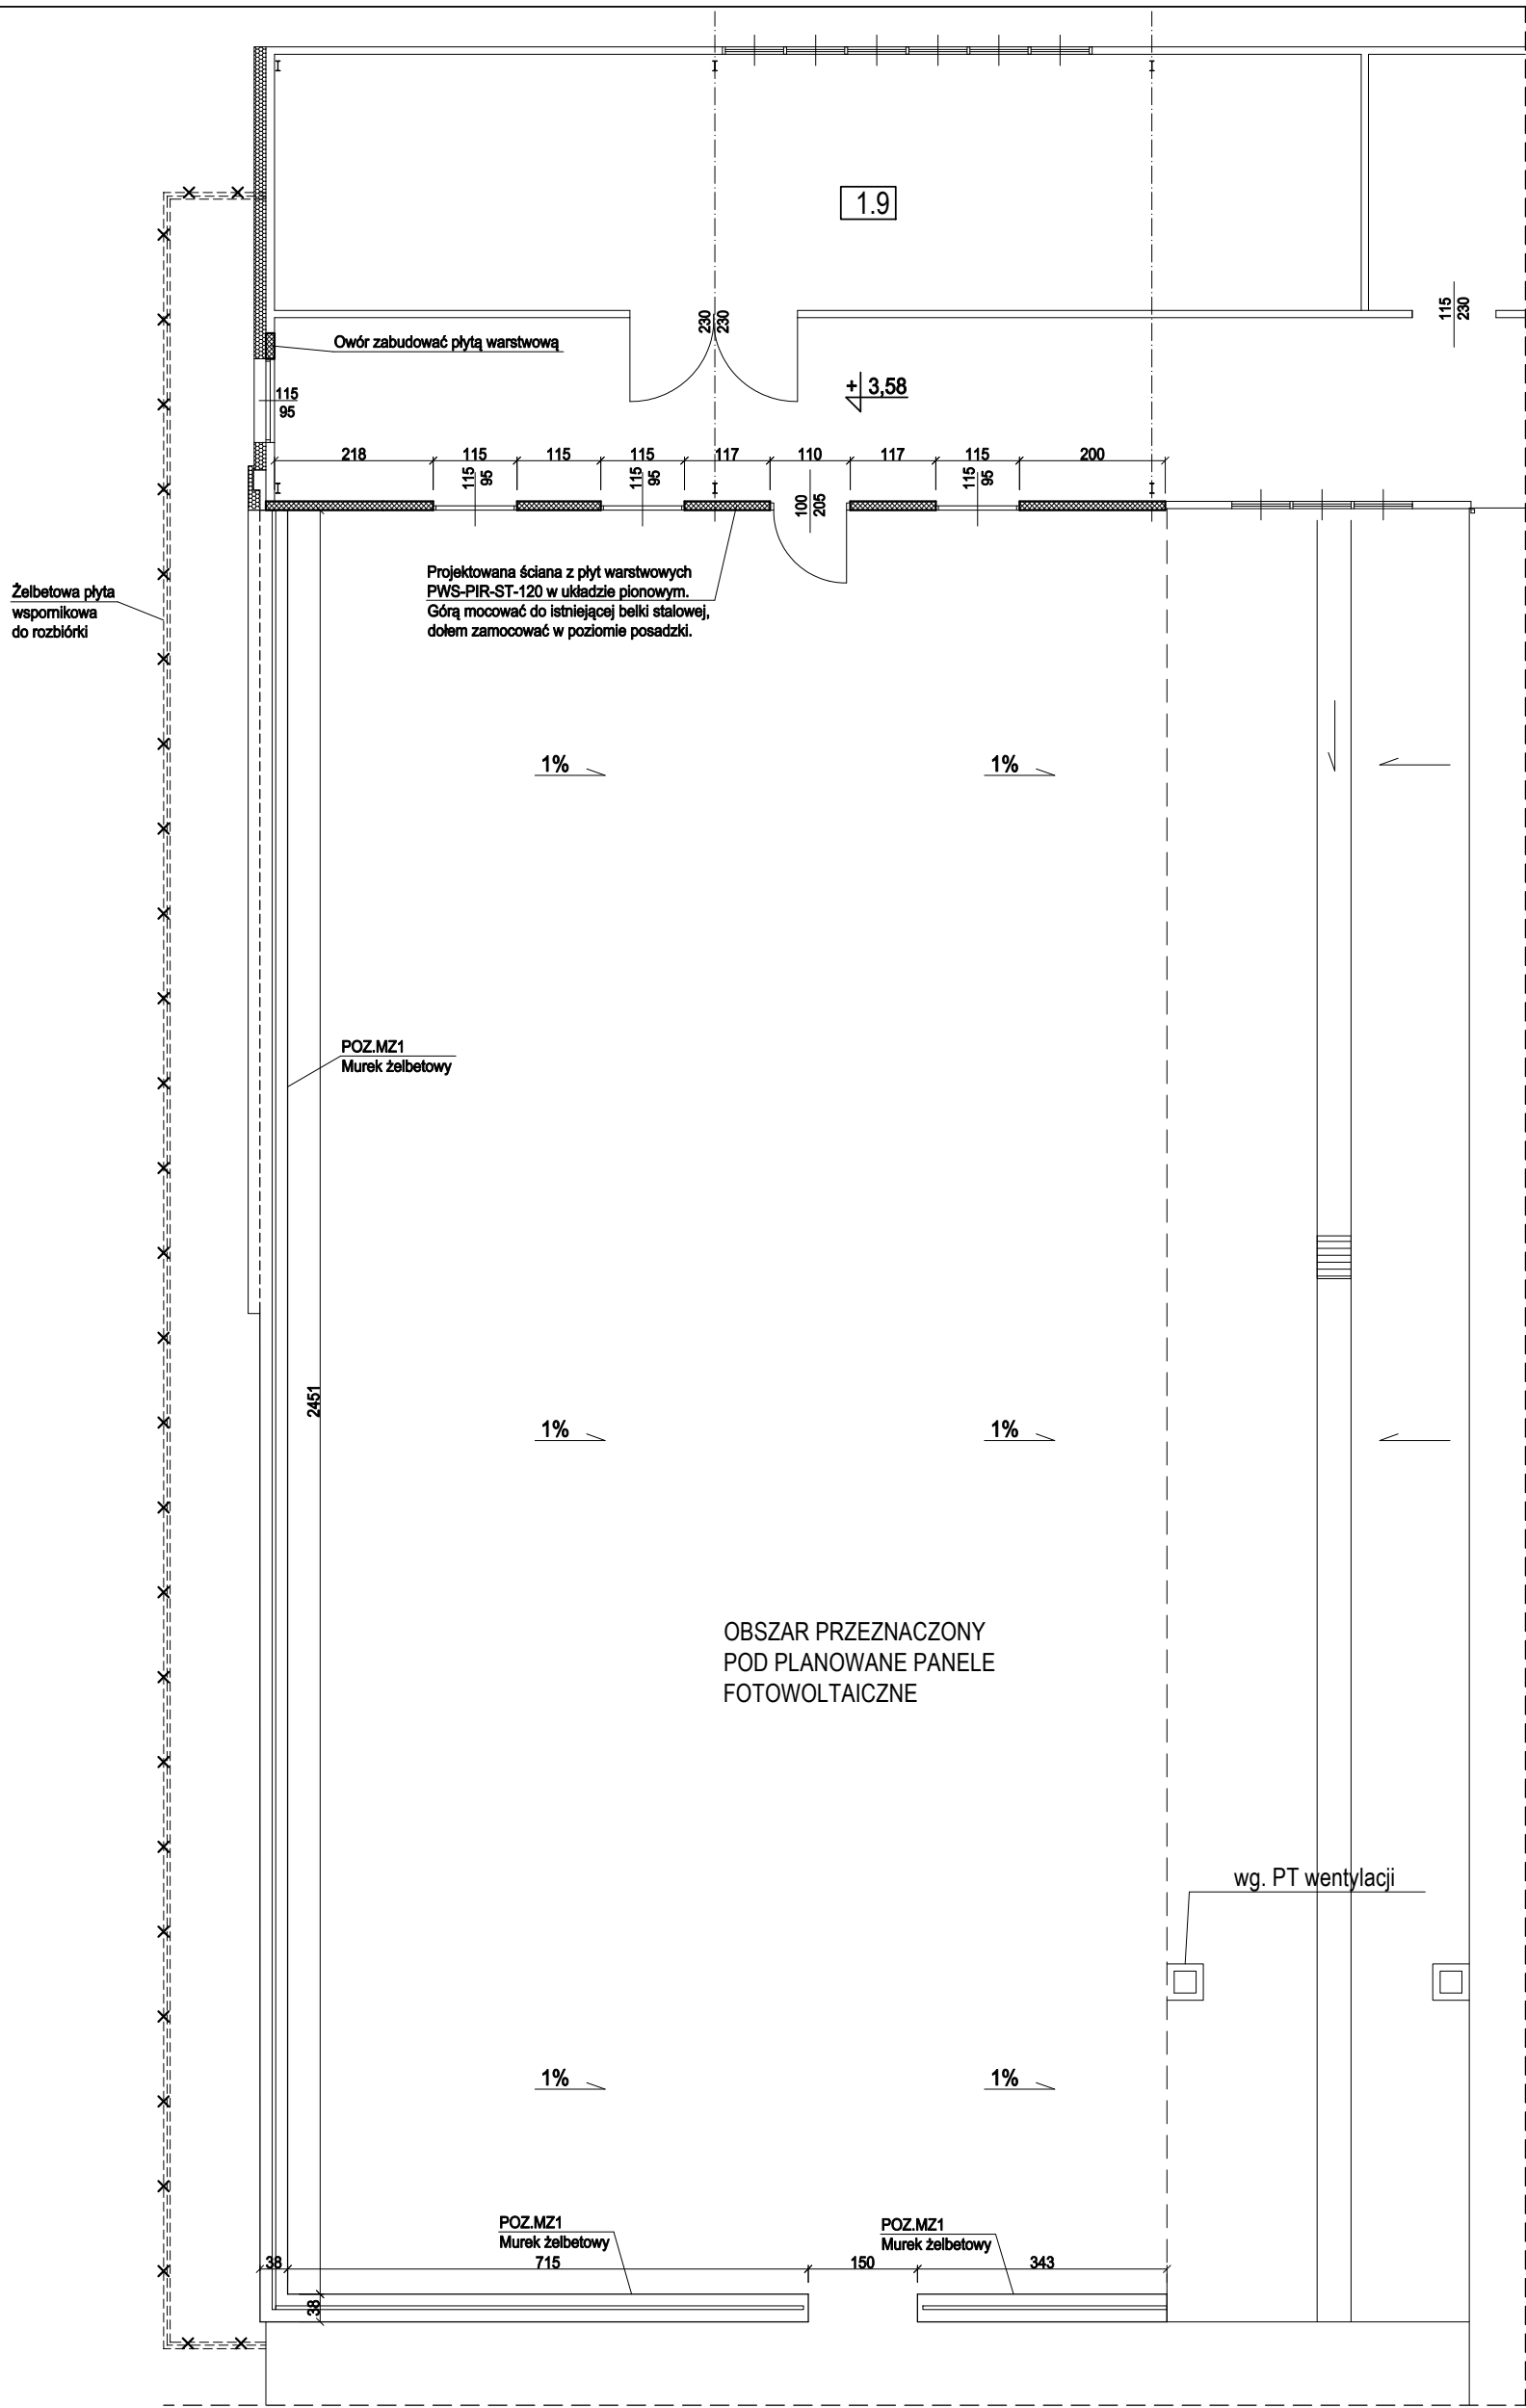 1.9
230
230
115
230
Owór zabudować płytą warstwową
+ 3,58
115
95
218
115
115
115
117
110
117
115
200
115
95
115
95
100
205
115
95
Projektowana ściana z płyt warstwowych
PWS-PIR-ST-120 w układzie pionowym.
Górą mocować do istniejącej belki stalowej,
dołem zamocować w poziomie posadzki.
Żelbetowa płyta
wspornikowa
do rozbiórki
1%
1%
POZ.MZ1
Murek żelbetowy
2451
1%
1%
OBSZAR PRZEZNACZONY
POD PLANOWANE PANELE
FOTOWOLTAICZNE
wg. PT wentylacji
1%
1%
POZ.MZ1
Murek żelbetowy
POZ.MZ1
Murek żelbetowy
38
715
150
343
38